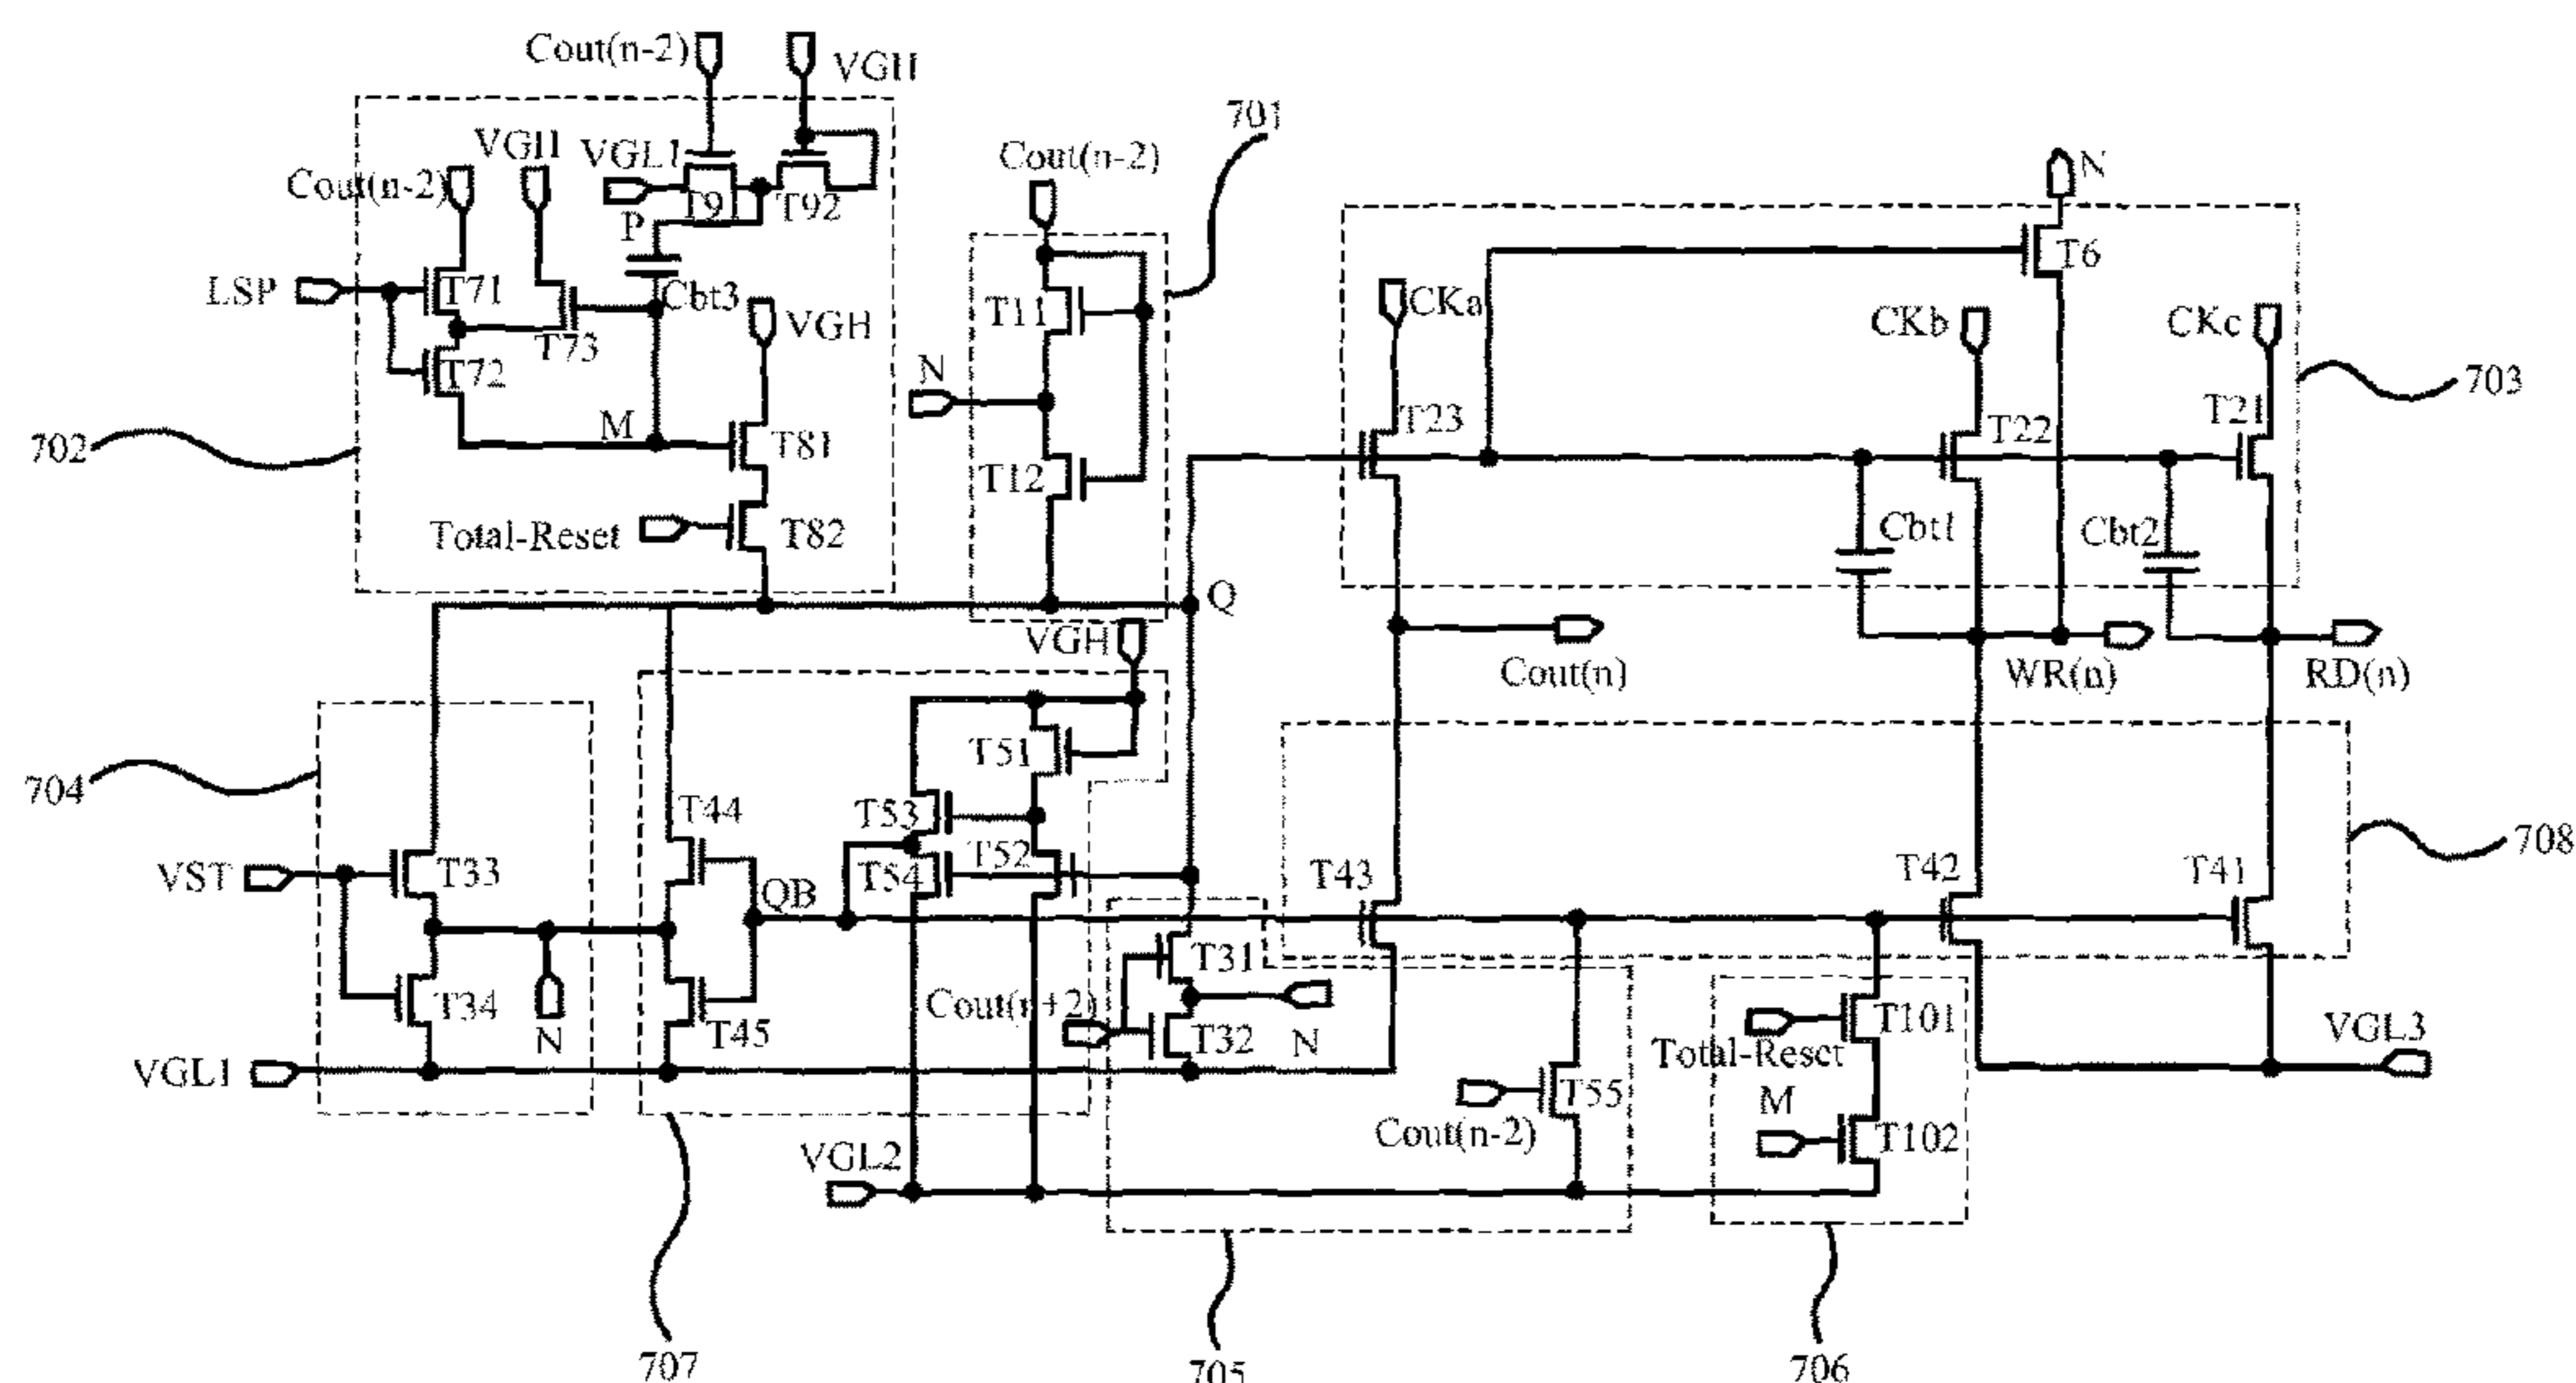 Cout(n-2)
VGH
701
VGH
VGL1
Cout(n-2)
N
Cout(n-2)
T91
T92
P
T6
LSP
T71
Cbt3
T11
CKa
CKb
CKc
VGH
T73
T72
N
703
T23
T21
T22
M
T81
702
T12
Total-Reset
T82
Cbt1
Cbt2
Q
VGH
Cout(n)
WR(n)
RD(n)
T51
704
T44
T53
708
VST
T33
T54
T52
T43
T42
T41
QB
T31
Cout(n+2)
T34
N
T45
T32
N
T101
VGL3
VGL1
Total-Reset
T55
M
Cout(n-2)
T102
VGL2
707
705
706